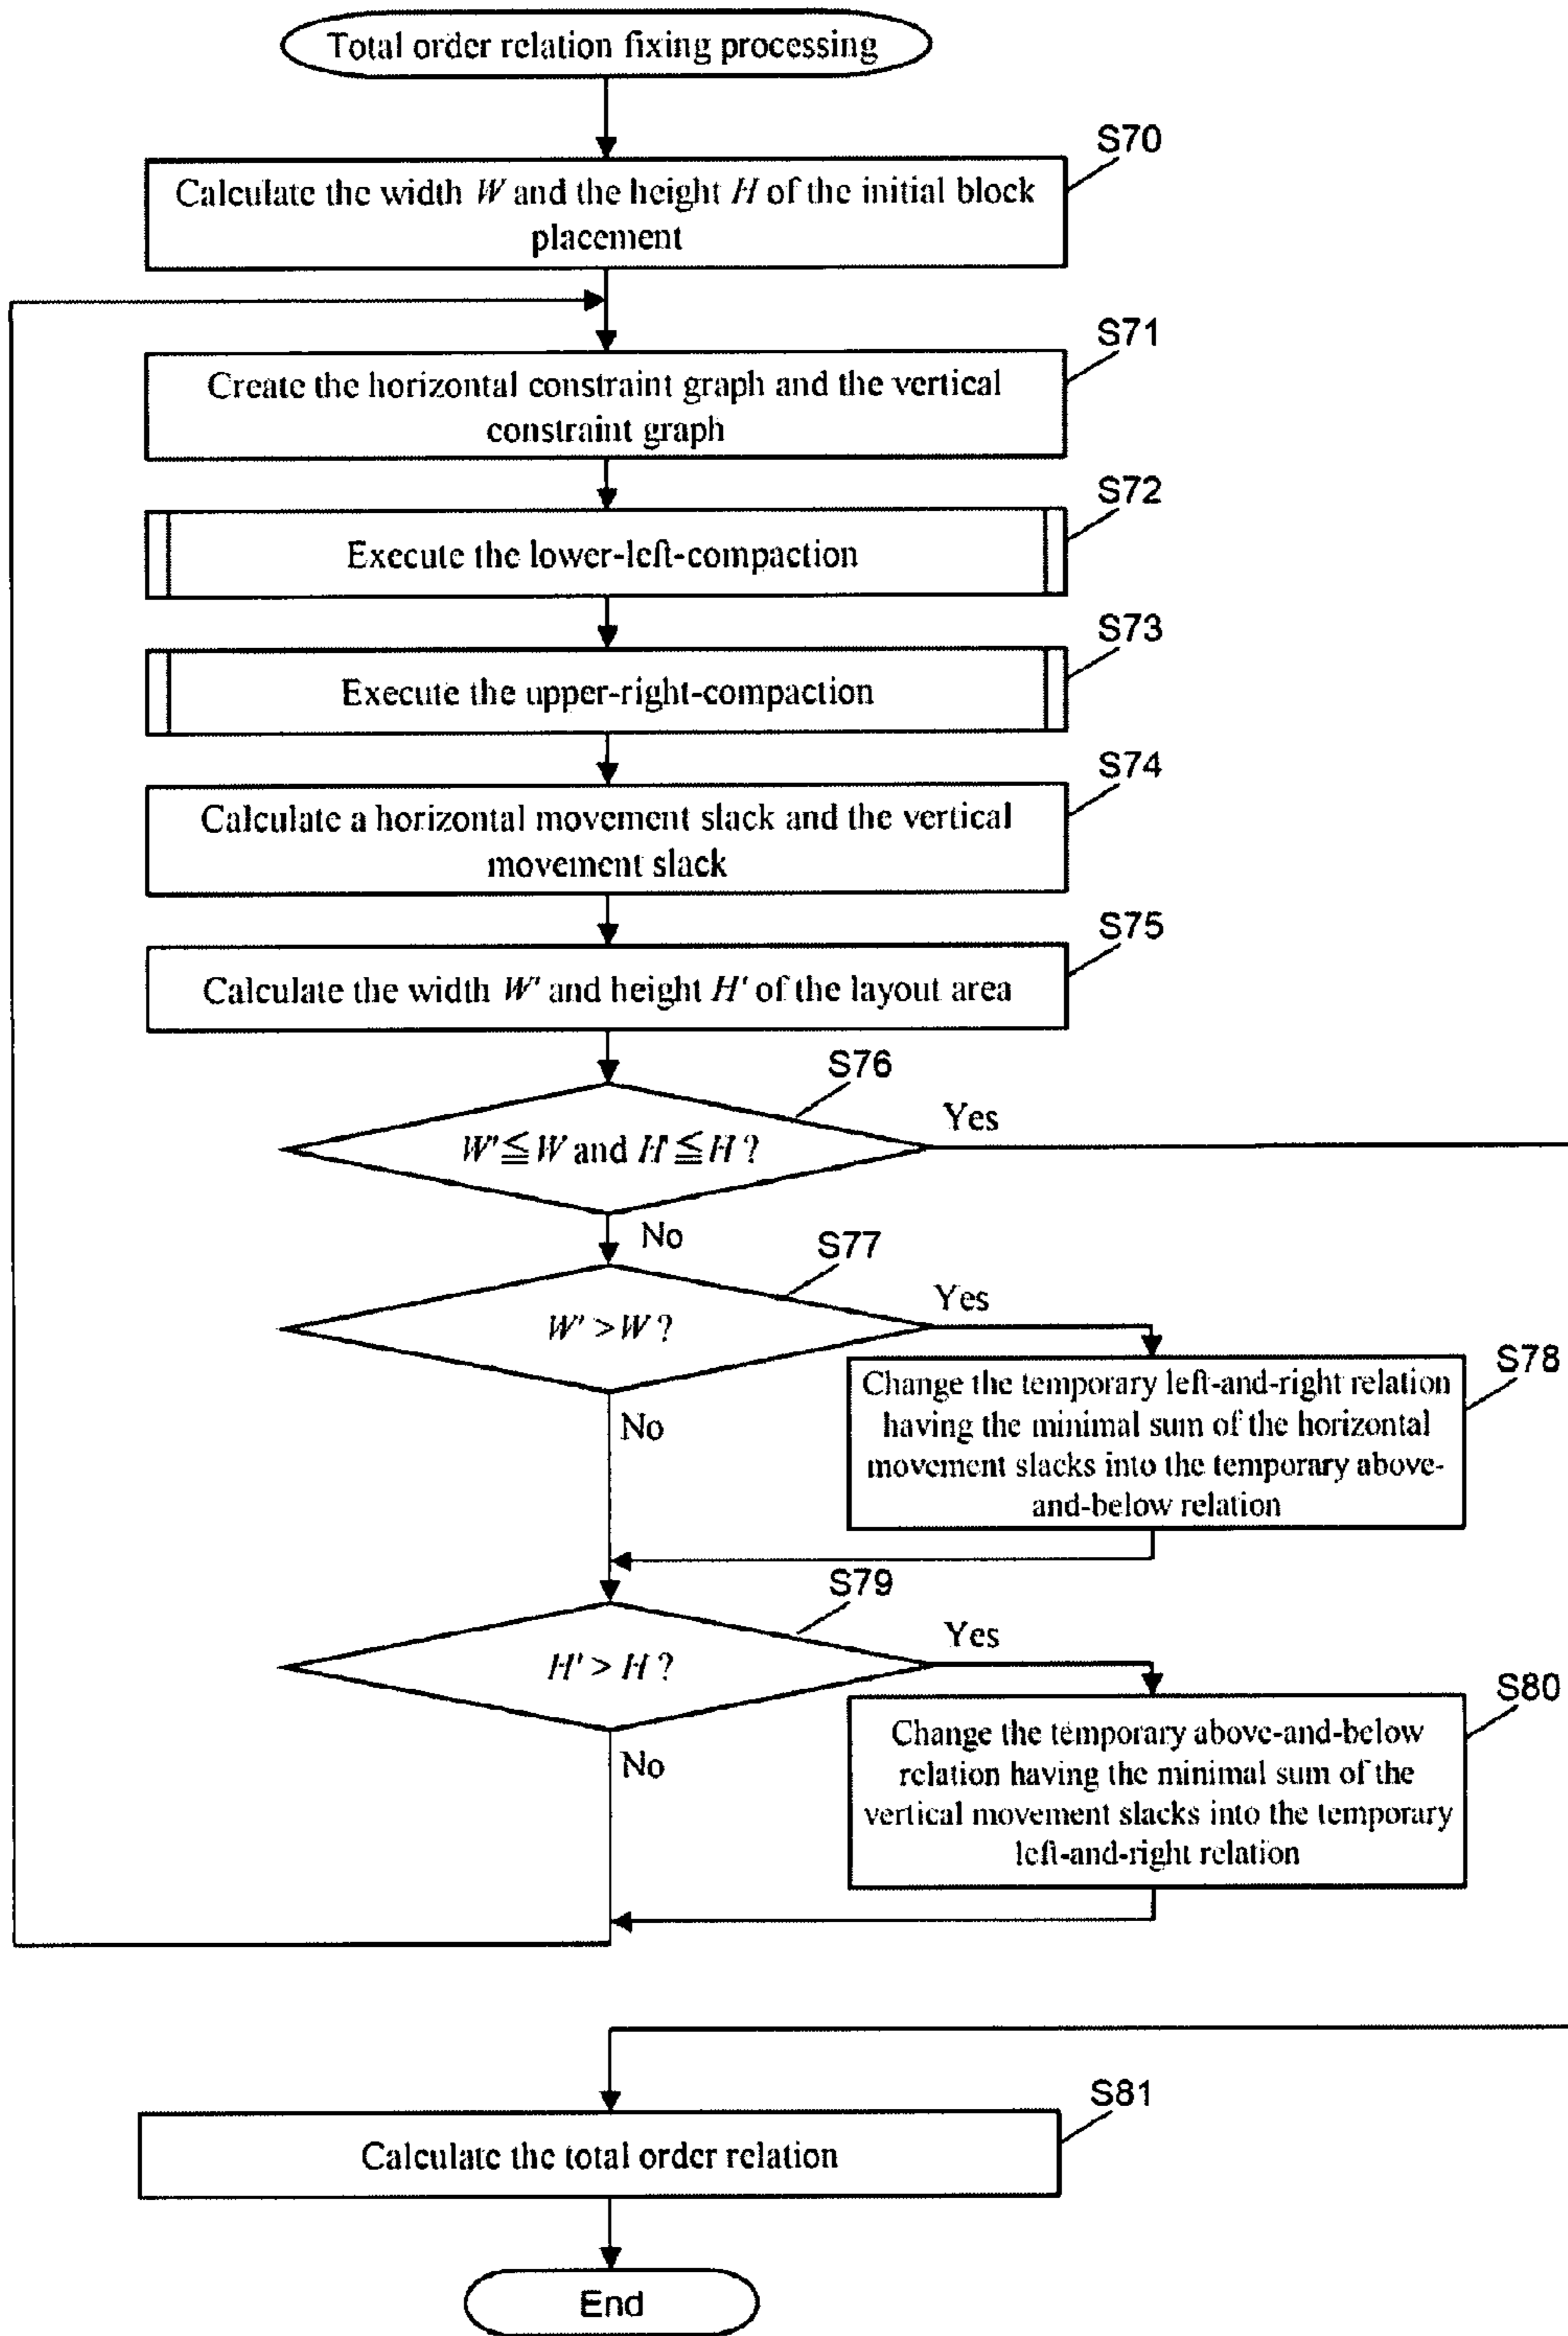 Total order relation fixing processing
S70
Calculate the width W and the height H of the initial block
placement
S71
Create the horizontal constraint graph and the vertical
constraint graph
S72
Execute the lower-left-compaction
S73
Execute the upper-right-compaction
S74
Calculate a horizontal movement slack and the vertical
movement slack
S75
Calculate the width W' and height H' of the layout area
S76
W'≦W and H'≦H ?
Yes
No
S77
W' > W ?
Yes
No
S78
Change the temporary left-and-right relation
having the minimal sum of the horizontal
movement slacks into the temporary above-
and-below relation
S79
H' > H ?
Yes
No
S80
Change the temporary above-and-below
relation having the minimal sum of the
vertical movement slacks into the temporary
left-and-right relation
S81
Calculate the total order relation
End